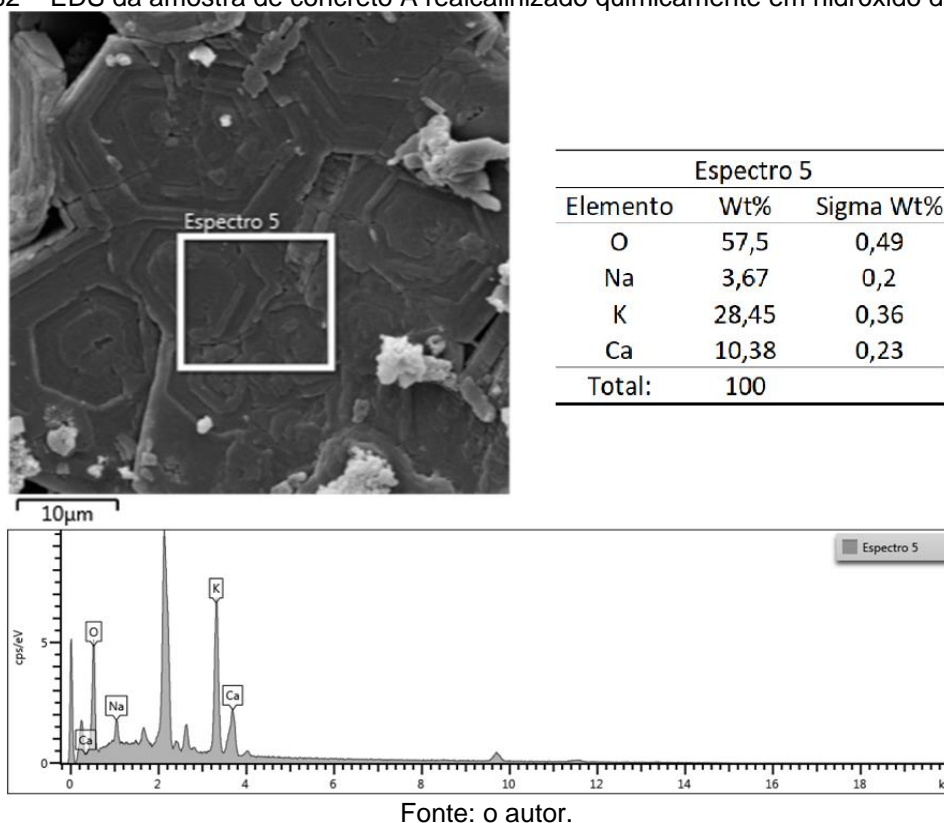 EDS da amostra de concreto A realcalinizado quimicamente em hidróxido
Espectro 5
10µm
Espectro 5
Elemento Wt% Sigma Wt%
O 57,5 0,49
Na 3,67 0,2
K 28,45 0,36
Ca 10,38 0,23
Total: 100
Espectro 5
cps/eV
5
0
Ca
O
Na
K
Ca
0 2 4 6 8 10 12 14 16 18
Fonte: o autor.